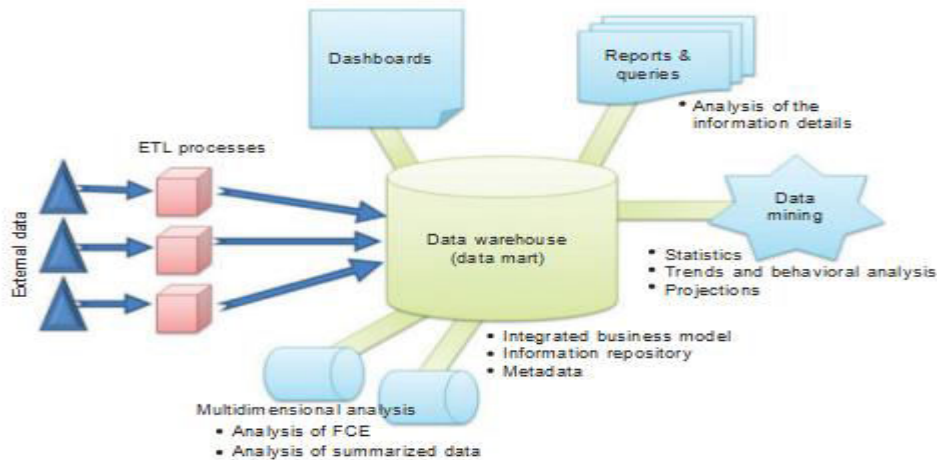 Dashboards
Reports &
queries
• Analysis of the
information details
ETL processes
External data
Data
mining
Data warehouse
(data mart)
• Statistics
• Trends and behavioral analysis
• Projections
• Integrated business model
• Information repository
• Metadata
Multidimensional analysis
• Analysis of FCE
• Analysis of summarized data